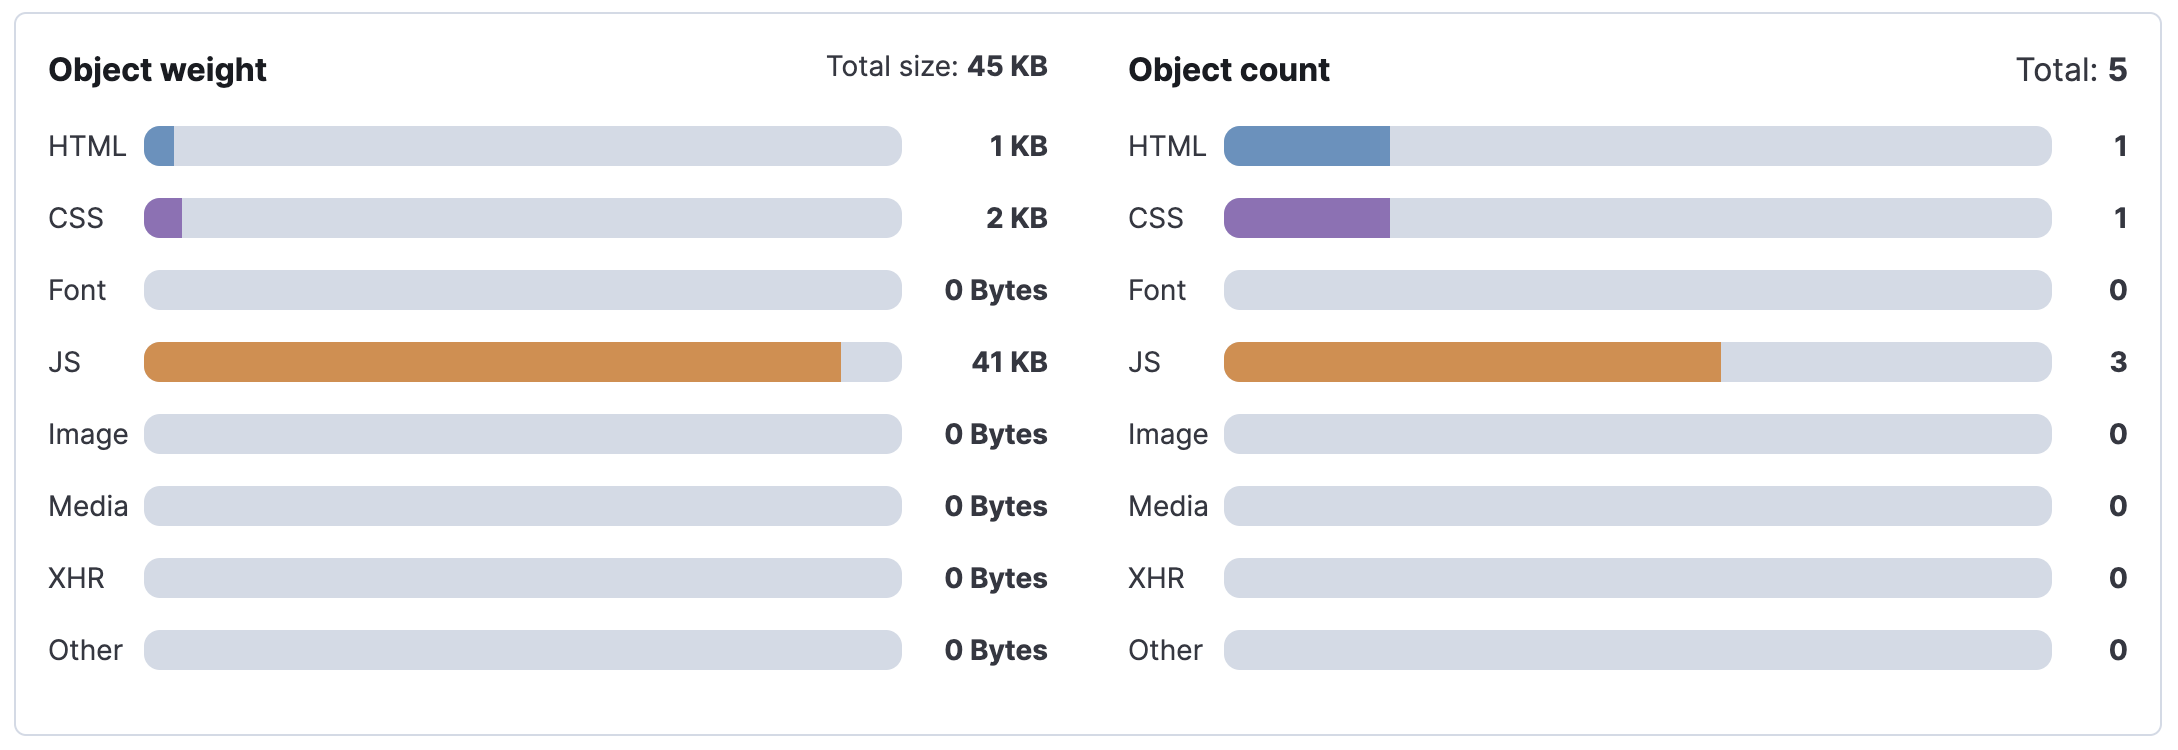 Object weight
Total size: 45 KB
HTML 1 KB
CSS 2 KB
Font 0 Bytes
JS 41 KB
Image 0 Bytes
Media 0 Bytes
XHR 0 Bytes
Other 0 Bytes
Object count
Total: 5
HTML 1
CSS 1
Font 0
JS 3
Image 0
Media 0
XHR 0
Other 0